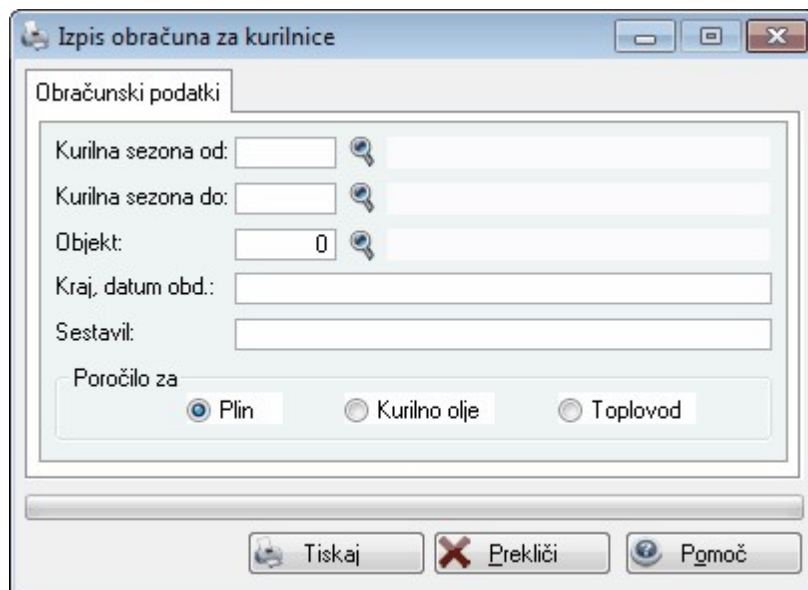 Izpis obračuna za kurilnice
Obračunski podatki
Kurilna sezona od:
Kurilna sezona do:
Objekt: 0
Kraj, datum obd.:
Sestavil:
Poročilo za
Plin Kurilno olje Toplovod
Tiskaj Prekliči Pomoč